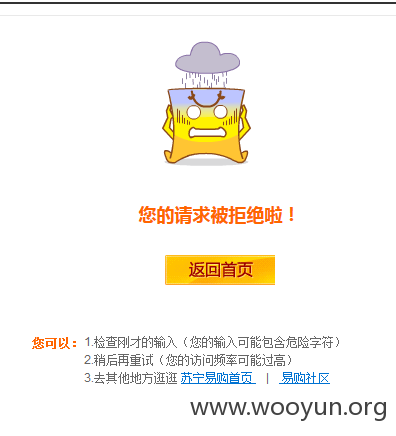 您的请求被拒绝啦！
返回首页
您可以：1.检查刚才的输入（您的输入可能包含危险字符）
2.稍后再重试（您的访问频率可能过高）
3.去其他地方逛逛 苏宁易购首页 | 易购社区
www.wooyun.org